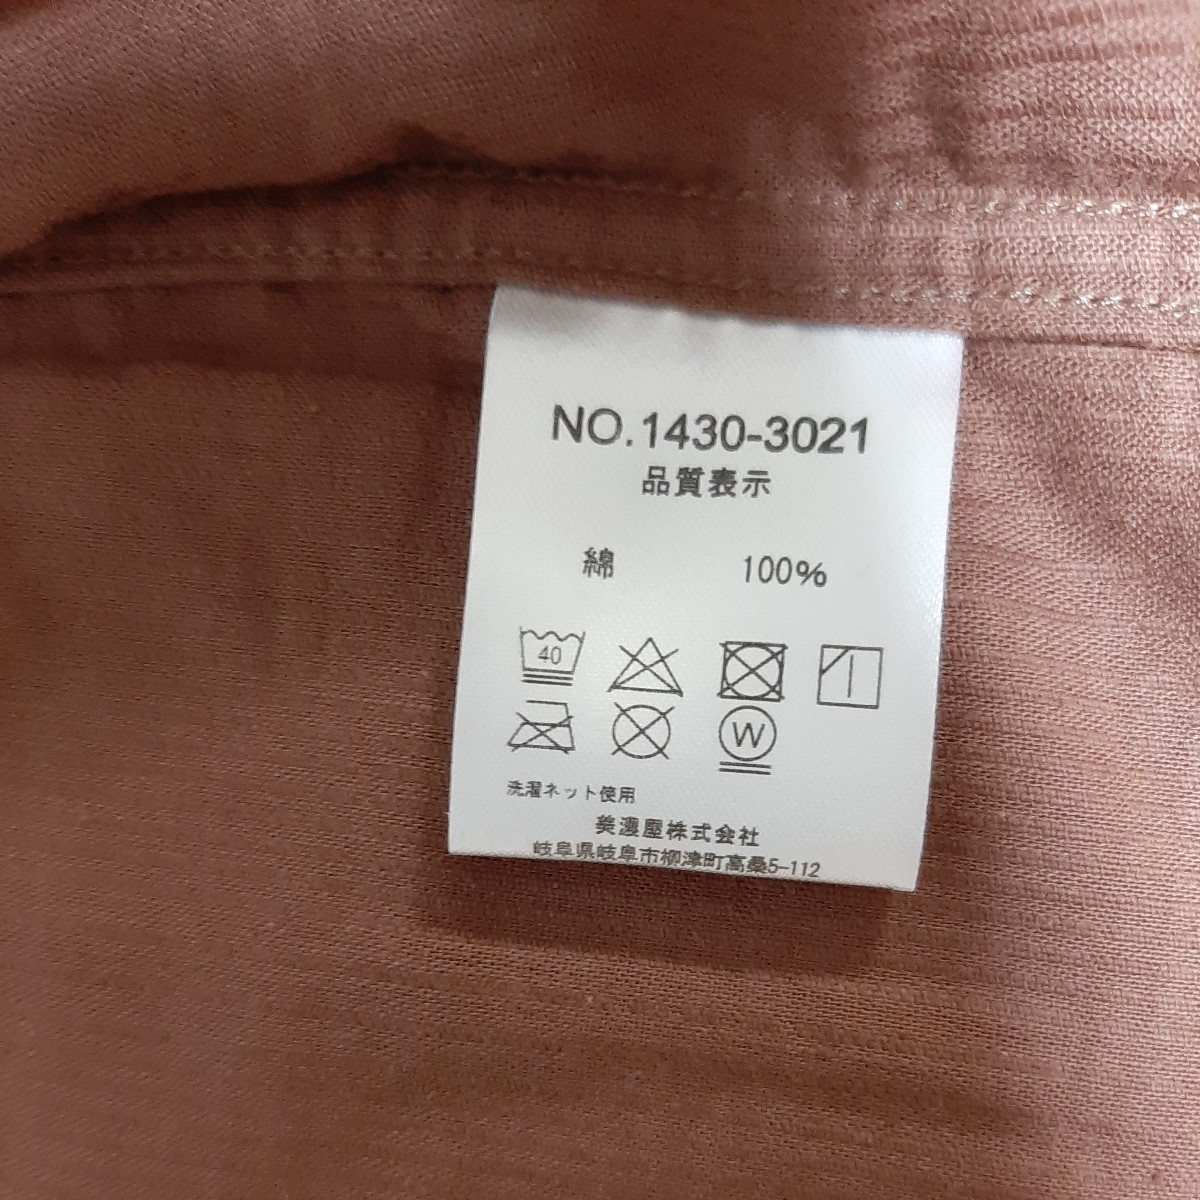 NO.1430-3021
品質表示
綿 100%
40
W
洗濯ネット使用
美濃屋株式会社
岐阜県岐阜市柳津町高桑5-112